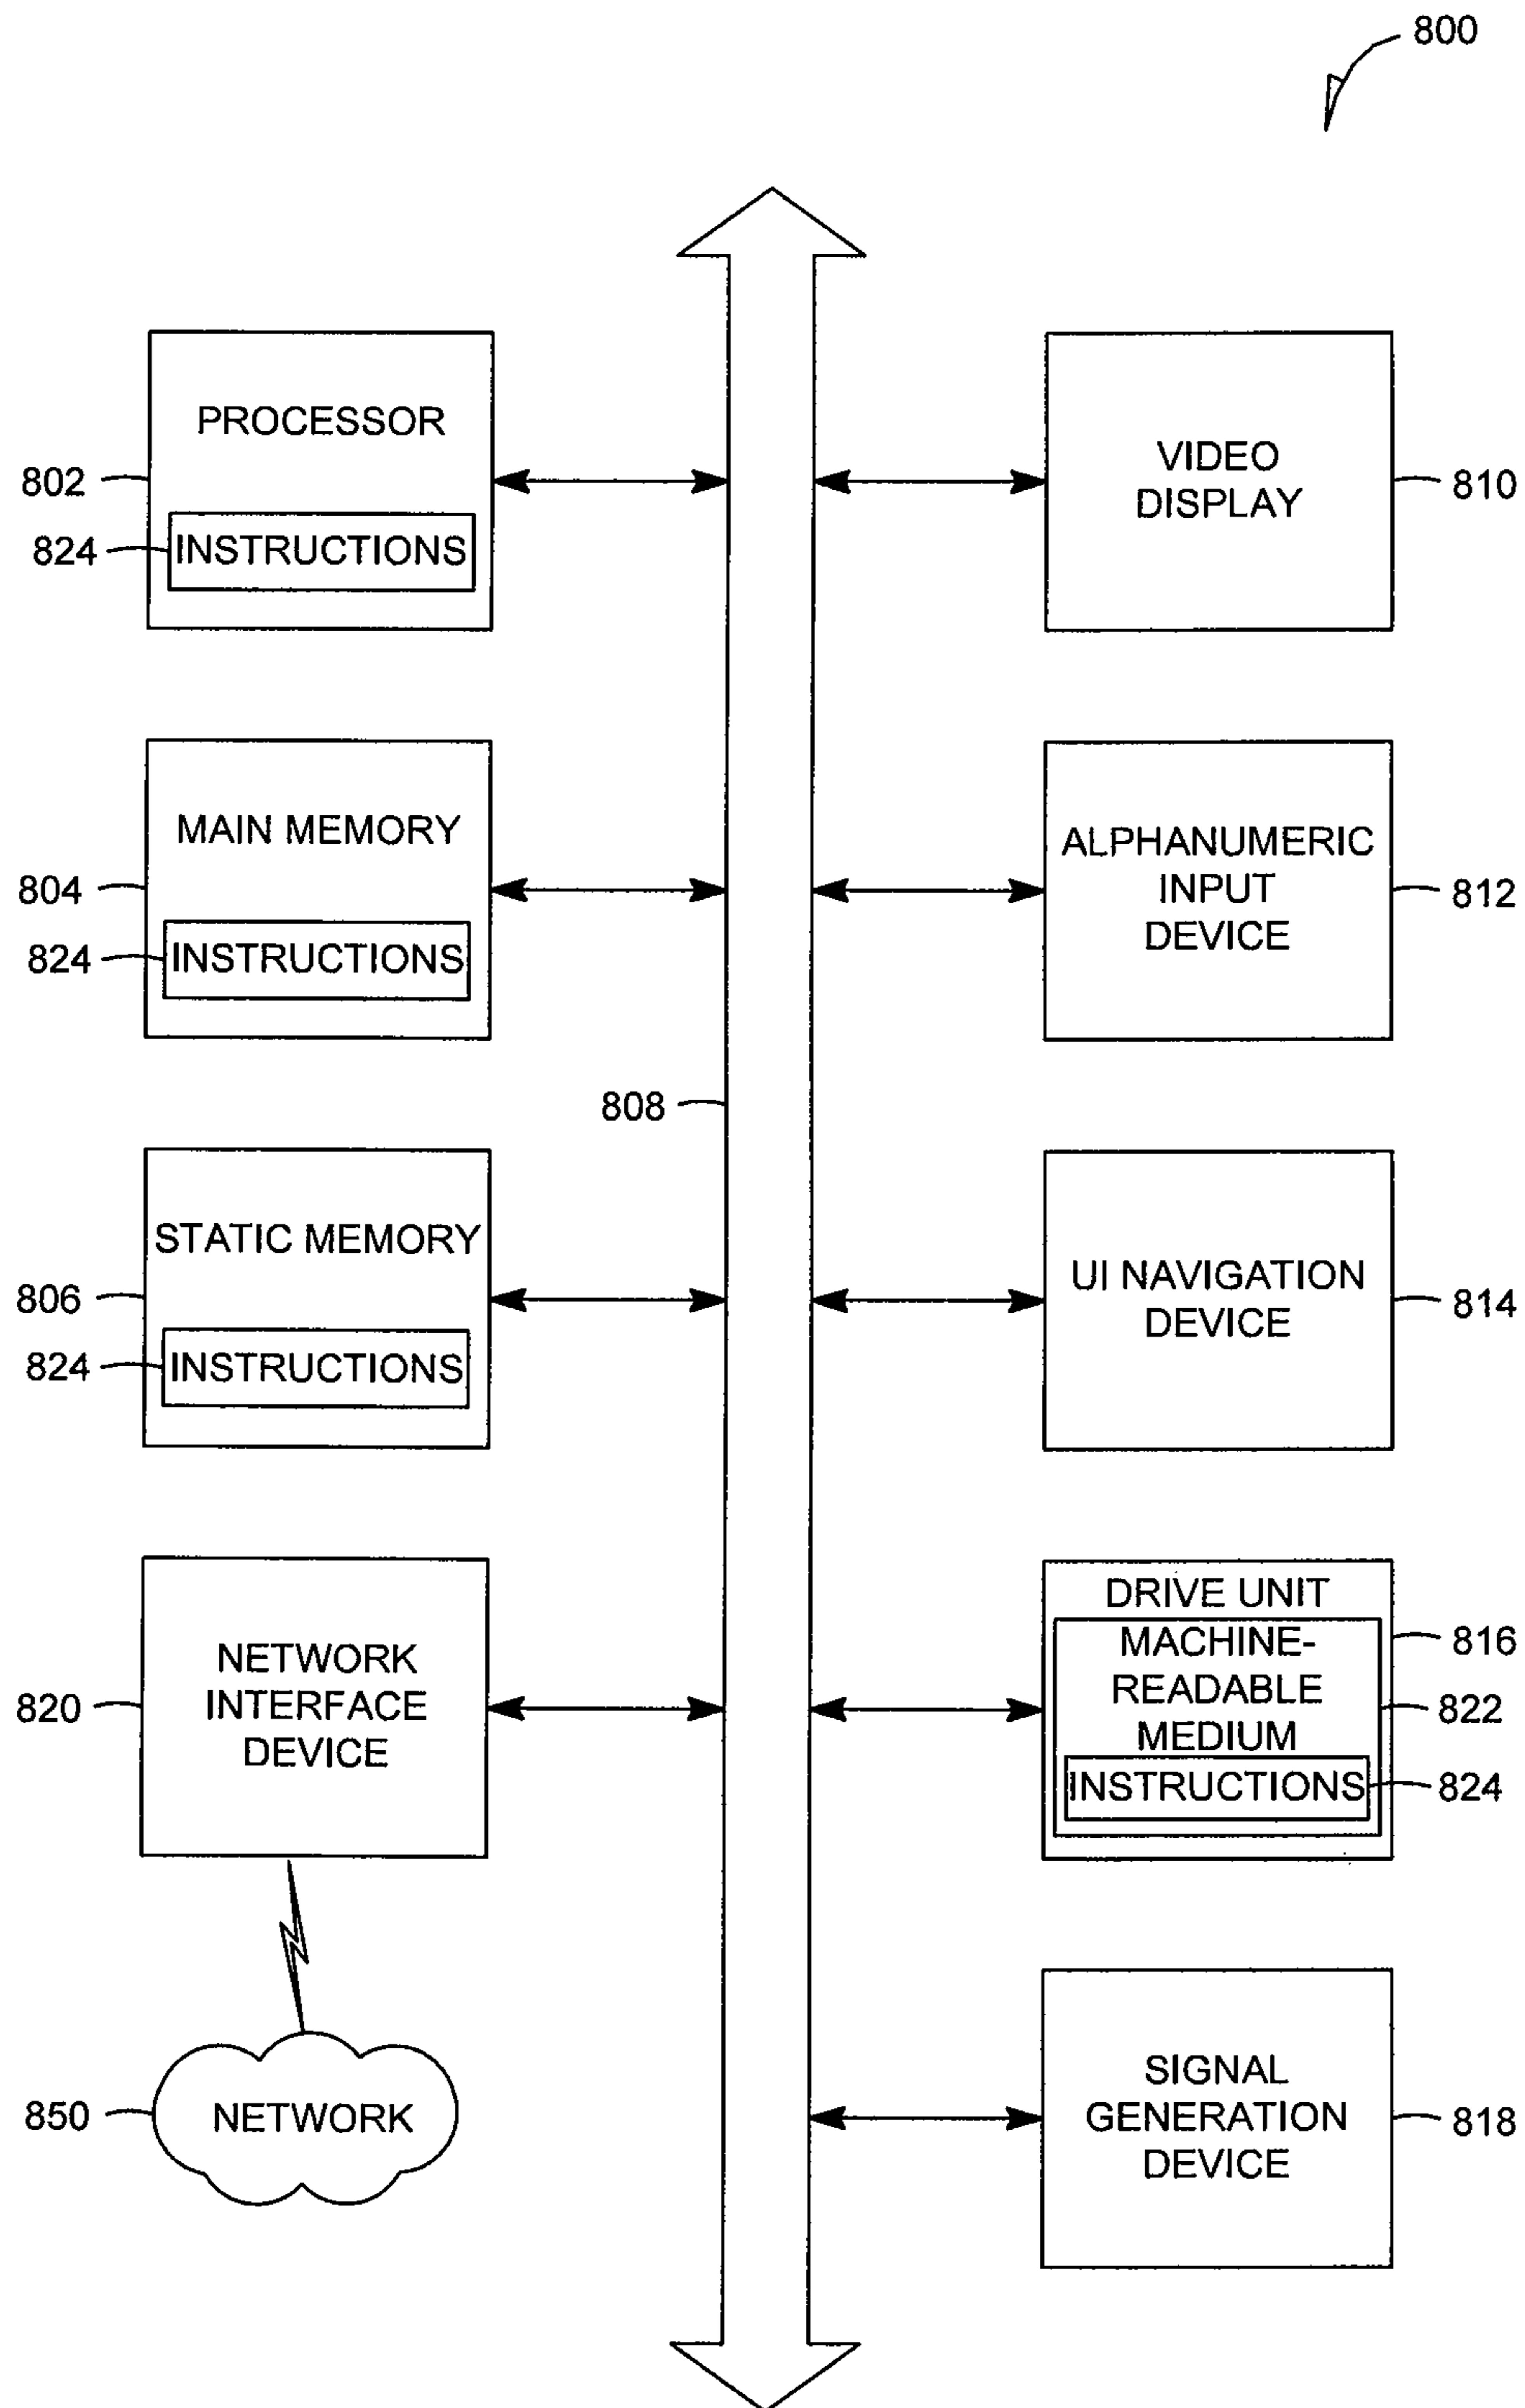 800
PROCESSOR
802
824
INSTRUCTIONS
VIDEO
DISPLAY
810
MAIN MEMORY
804
824
INSTRUCTIONS
ALPHANUMERIC
INPUT
DEVICE
812
808
STATIC MEMORY
806
824
INSTRUCTIONS
UI NAVIGATION
DEVICE
814
NETWORK
INTERFACE
DEVICE
820
DRIVE UNIT
816
MACHINE-
READABLE
MEDIUM
822
INSTRUCTIONS
824
NETWORK
850
SIGNAL
GENERATION
DEVICE
818